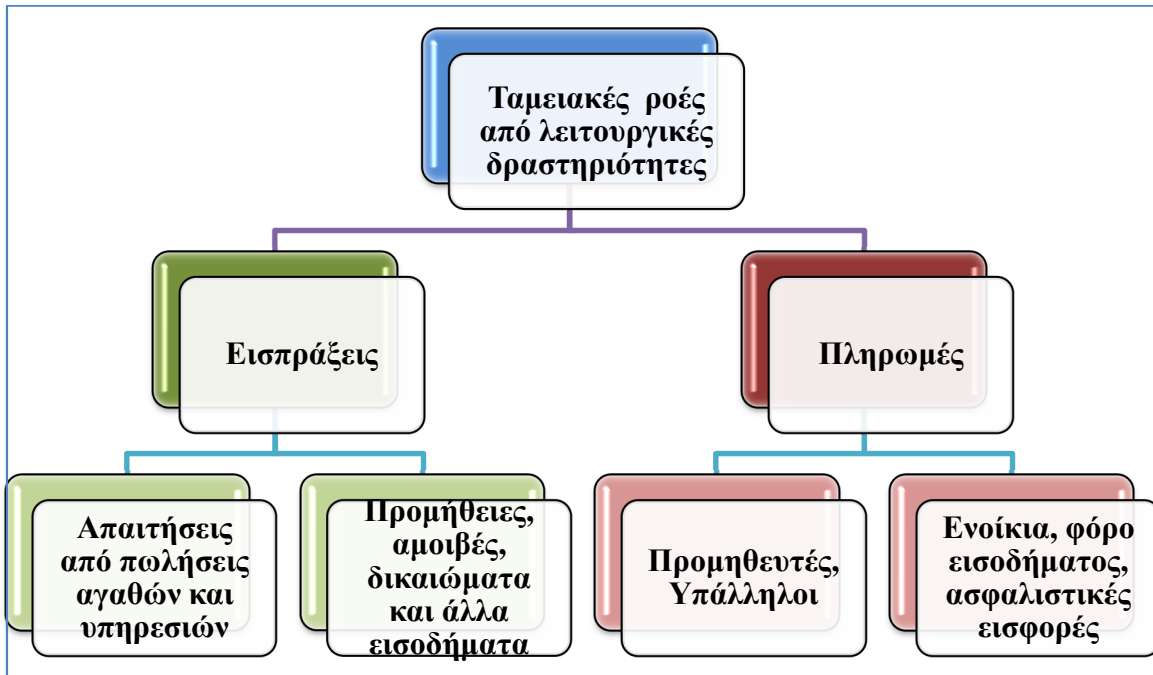 Ταμειακές ροές
από λειτουργικές
δραστηριότητες
Εισπράξεις
Πληρωμές
Απαιτήσεις
από πωλήσεις
αγαθών και
υπηρεσιών
Προμήθειες,
αμοιβές,
δικαιώματα
και άλλα
εισοδήματα
Προμηθευτές,
Υπάλληλοι
Ενοίκια, φόρο
εισοδήματος,
ασφαλιστικές
εισφορές